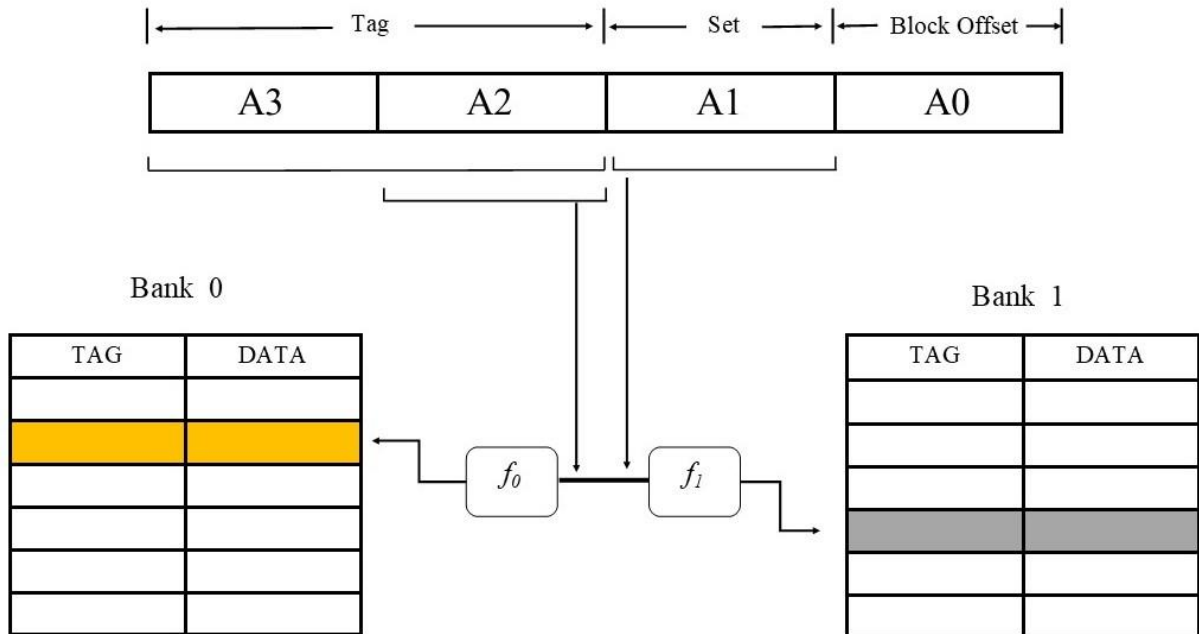 Tag Set Block Offset
A3 A2 A1 A0
Bank 0
Bank 1
TAG DATA
TAG DATA
f0 f1